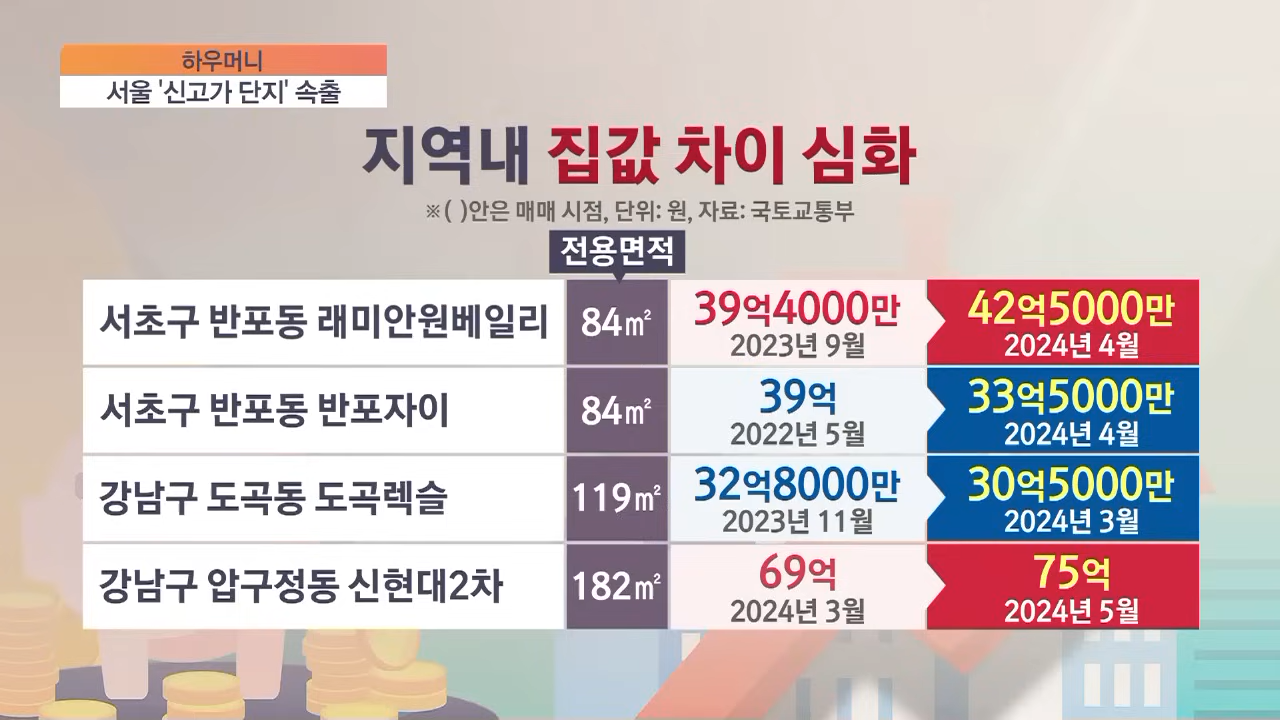 하우머니
서울 '신고가 단지' 속출
지역내 집값 차이 심화
※( )안은 매매 시점, 단위: 원, 자료: 국토교통부
전용면적
서초구 반포동 래미안원베일리 84㎡ 39억4000만 42억5000만
2023년 9월 2024년 4월
서초구 반포동 반포자이 84㎡ 39억 33억5000만
2022년 5월 2024년 4월
강남구 도곡동 도곡렉슬 119㎡ 32억8000만 30억5000만
2023년 11월 2024년 3월
강남구 압구정동 신현대2차 182㎡ 69억 75억
2024년 3월 2024년 5월